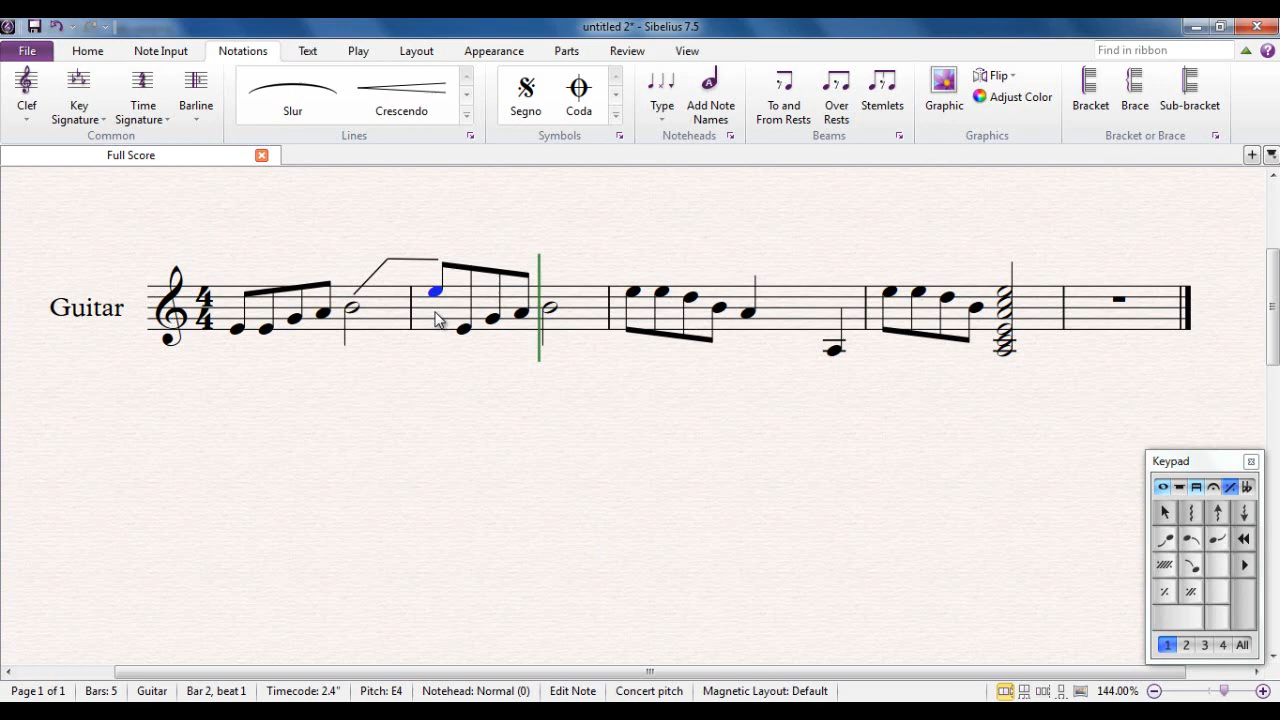 untitled 2* - Sibelius 7.5
File Home Note Input Notations Text Play Layout Appearance Parts Review View Find in ribbon
Clef Key Signature Time Signature Barline Slur Crescendo Segno Coda Type Add Note Names To and From Rests Over Rests Stemlets Graphic Flip Adjust Color Bracket Brace Sub-bracket
Common Lines Symbols Noteheads Beams Graphics Bracket or Brace
Full Score
Guitar 4 4
Keypad
1 2 3 4 All
Page 1 of 1 Bars: 5 Guitar Bar 2, beat 1 Timecode: 2.4" Pitch: E4 Notehead: Normal (0) Edit Note Concert pitch Magnetic Layout: Default 144.00%